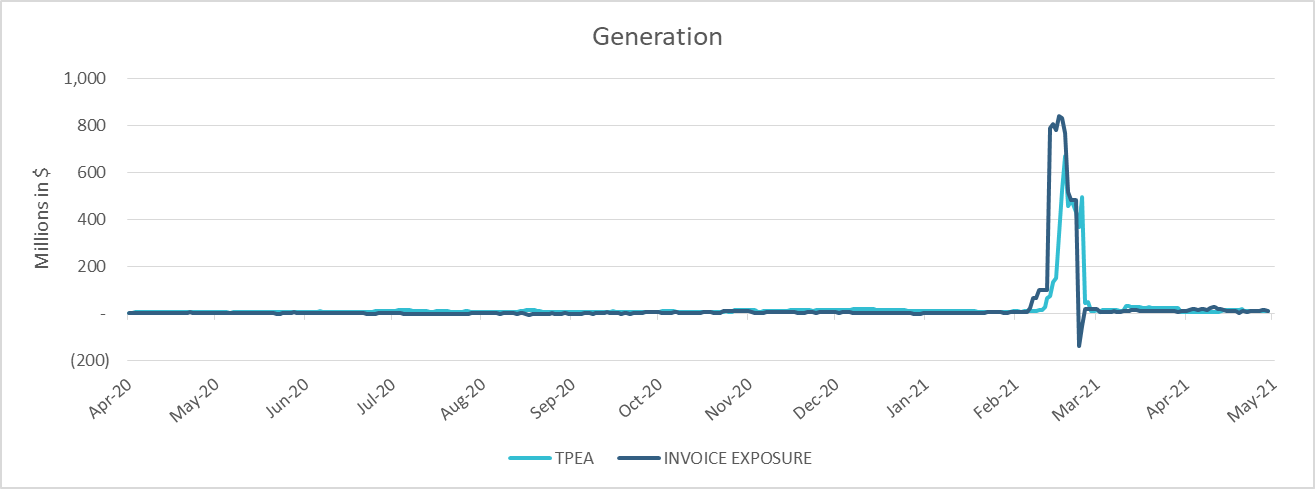 Generation
Millions in $
1,000
800
600
400
200
-
(200)
Apr-20 May-20 Jun-20 Jul-20 Aug-20 Sep-20 Oct-20 Nov-20 Dec-20 Jan-21 Feb-21 Mar-21 Apr-21 May-21
TPEA INVOICE EXPOSURE